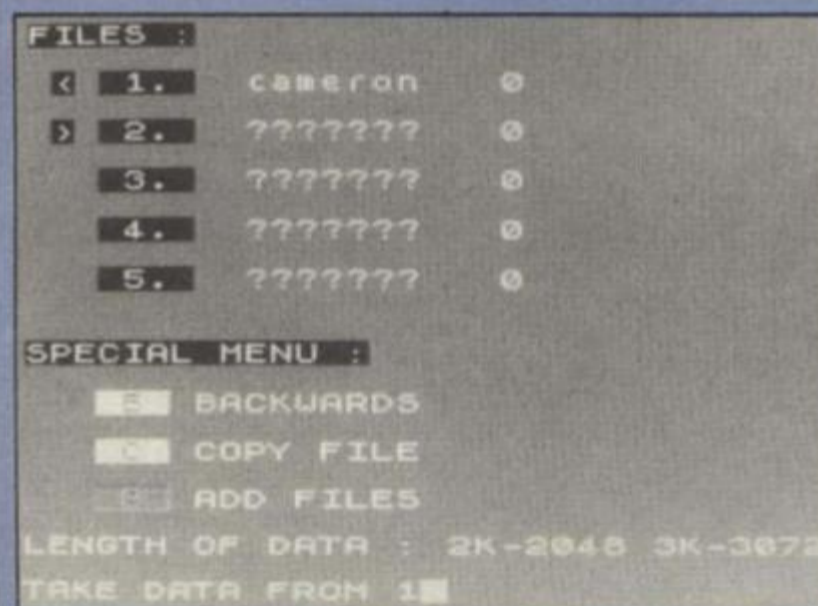 FILES :
< 1. cameron 0
> 2. ??????? 0
3. ??????? 0
4. ??????? 0
5. ??????? 0
SPECIAL MENU :
B BACKWARDS
C COPY FILE
ADD FILES
LENGTH OF DATA : 2K-2048 3K-3072
TAKE DATA FROM 1